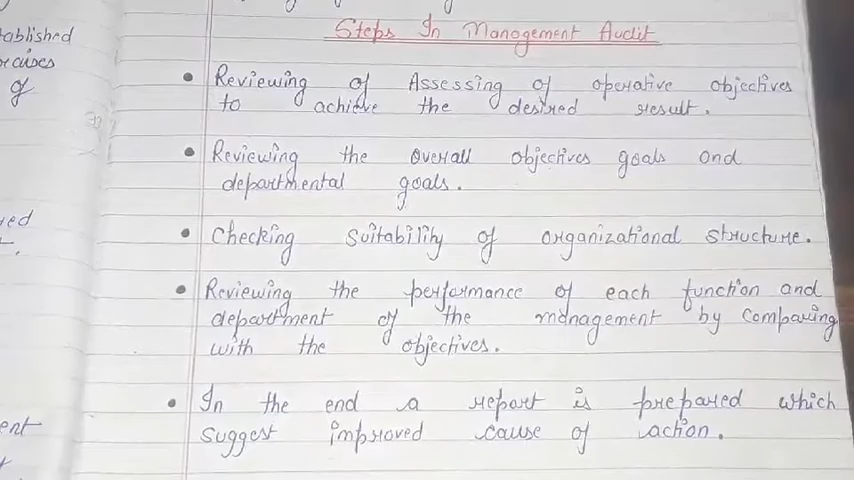 ablished
rcises
of
red
ent
Steps In Management Audit
• Reviewing of Assessing of operative objectives
to achieve the desired result.
• Reviewing the overall objectives goals and
departmental goals.
• Checking suitability of organizational structure.
• Reviewing the performance of each function and
department of the management by comparing
with the objectives.
• In the end a report is prepared which
suggest improved cause of action.